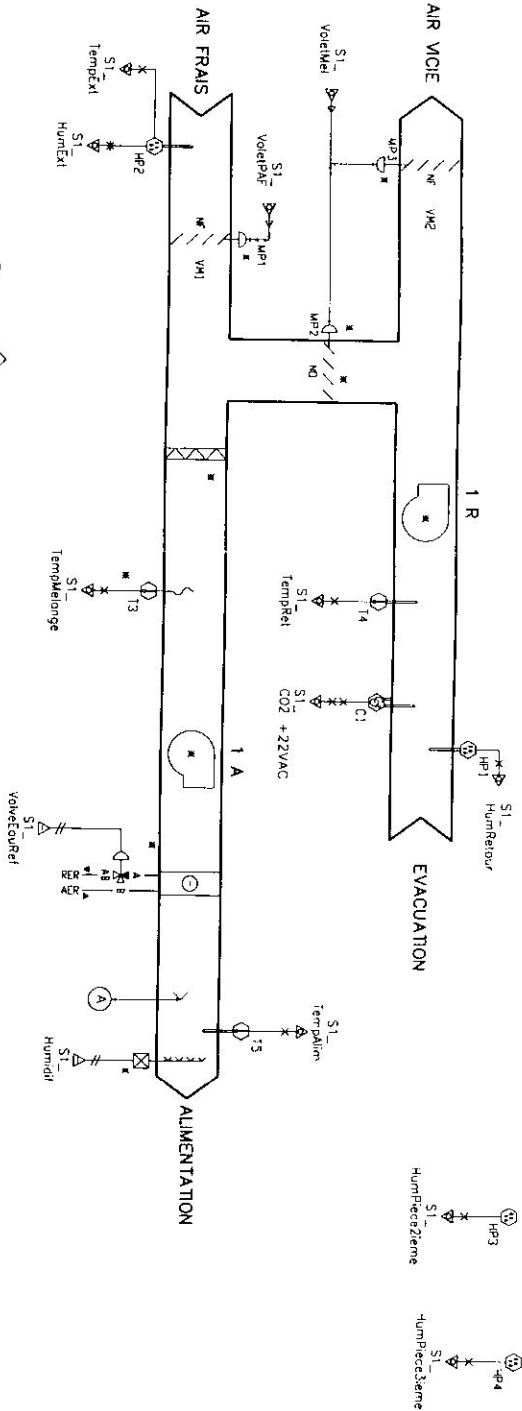 AIR VICIE
AIR FRAIS
S1_
TempExt
S1_
HumExt
HP2
S1_
VoletMel
S1_
VoletPAF
MP3
NF
VM2
MP1
NF
VM1
MP2
NO
1 R
T4
S1_
TempRet
C1
S1_
CO2 +22VAC
HP1
S1_
HumRetour
EVACUATION
T3
S1_
TempMelange
1 A
S1_
ValveEauRef
RER
AER
A
AB
B
A
T5
S1_
TempAlim
S1_
Humidif
ALIMENTATION
HP3
S1_
HumPiece2ieme
HP4
S1_
HumPiece3ieme